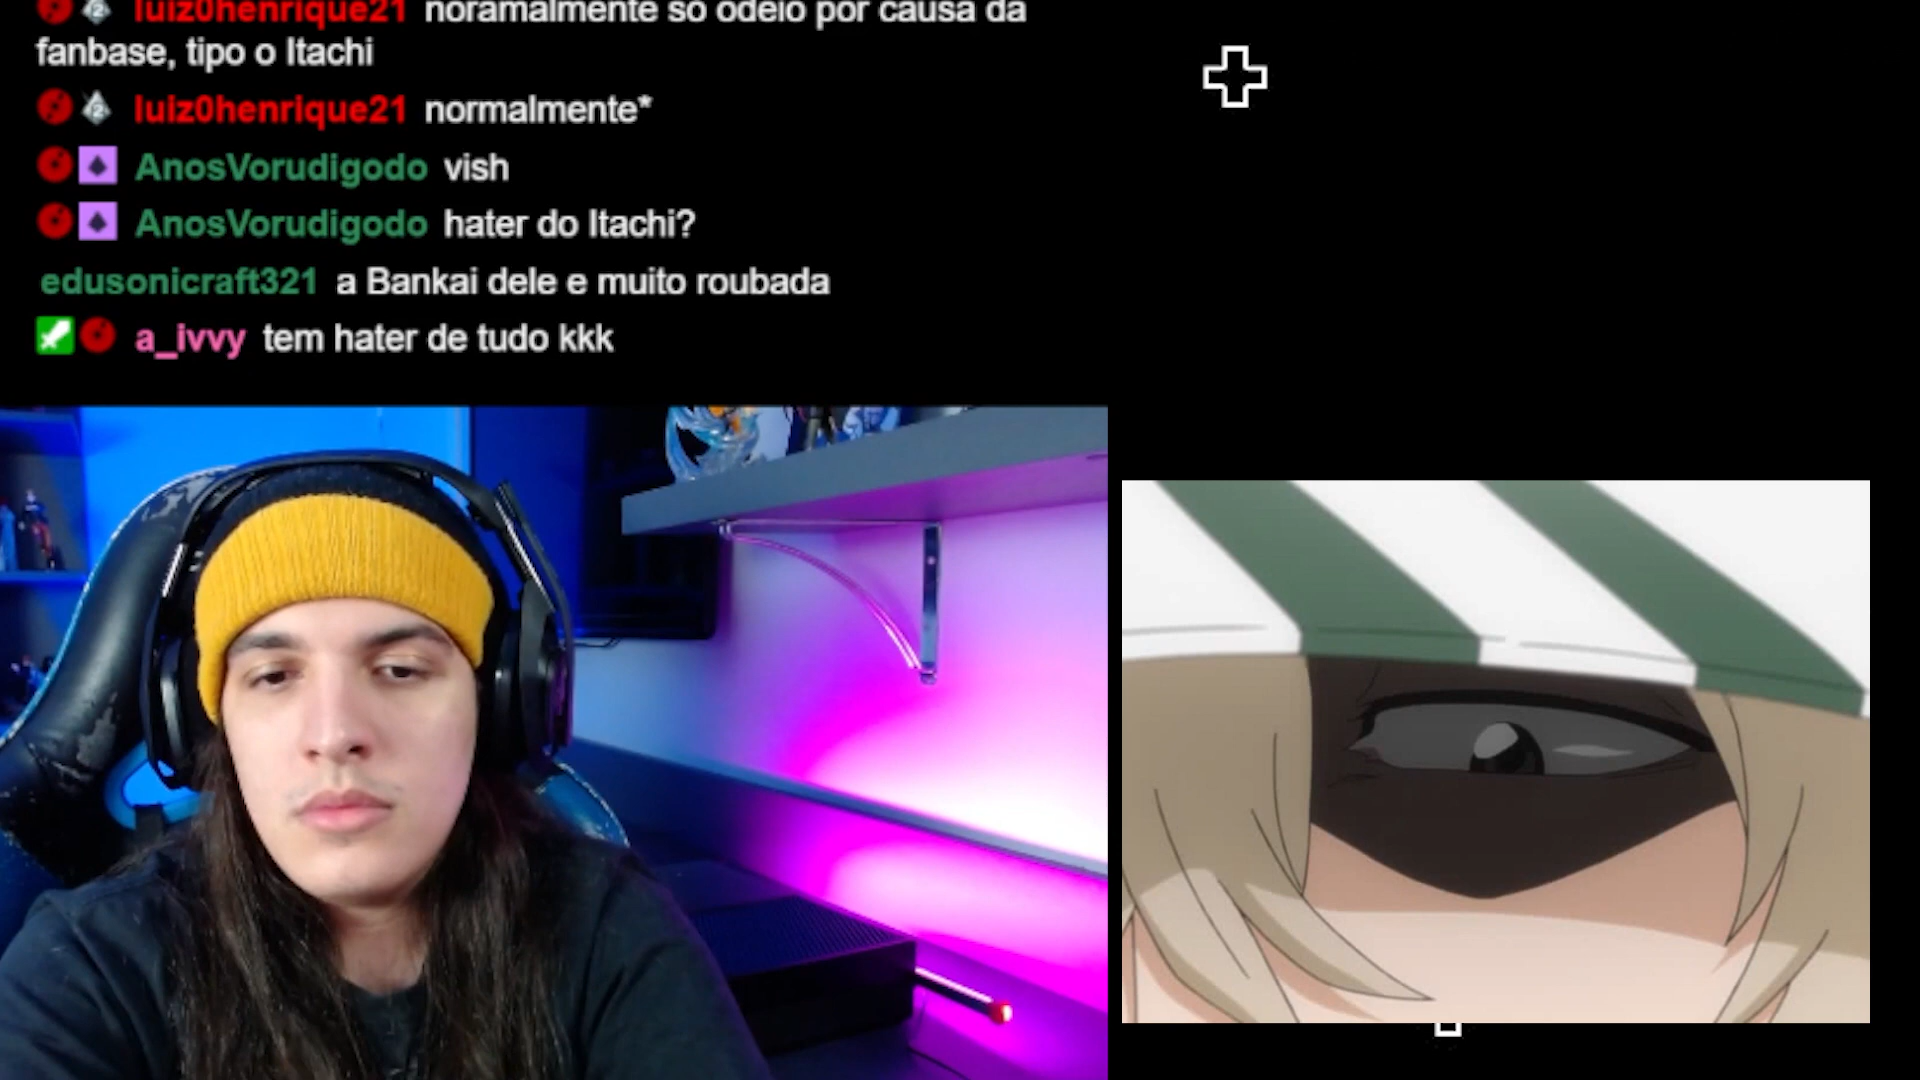 luiz0henrique21 noramalmente so odeio por causa da
fanbase, tipo o Itachi
luiz0henrique21 normalmente*
AnosVorudigodo vish
AnosVorudigodo hater do Itachi?
edusonicraft321 a Bankai dele e muito roubada
a_ivvy tem hater de tudo kkk